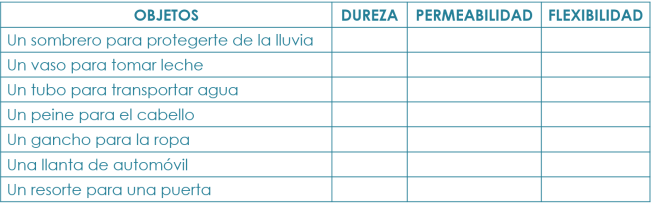 OBJETOS DUREZA PERMEABILIDAD FLEXIBILIDAD
Un sombrero para protegerte de la lluvia
Un vaso para tomar leche
Un tubo para transportar agua
Un peine para el cabello
Un gancho para la ropa
Una llanta de automóvil
Un resorte para una puerta